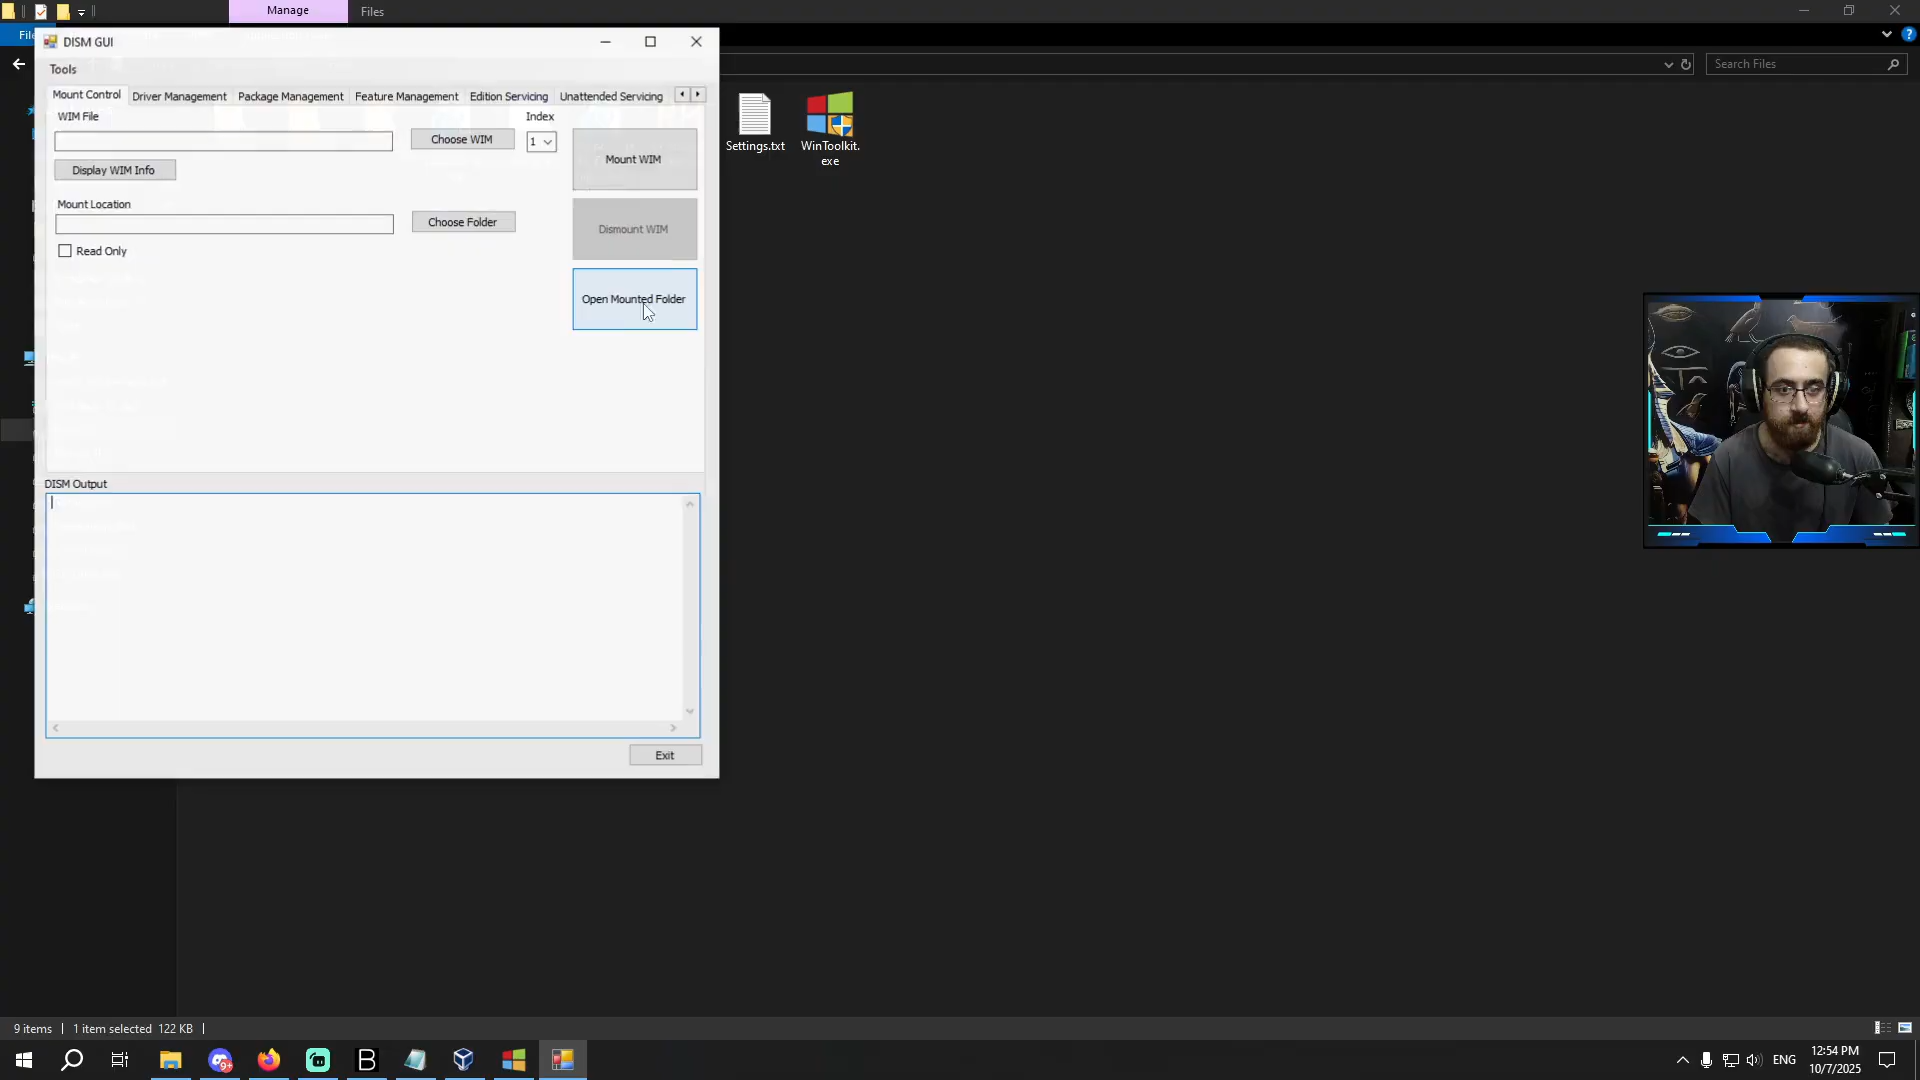 Manage
Files
File
DISM GUI
Tools
Search Files
Mount Control
Driver Management
Package Management
Feature Management
Edition Servicing
Unattended Servicing
WIM File
Index
Choose WIM
1
Mount WIM
Display WIM Info
Mount Location
Choose Folder
Dismount WIM
Read Only
Open Mounted Folder
Settings.txt
WinToolkit.
exe
DISM Output
Exit
9 items
1 item selected 122 KB
9+
B
ENG
12:54 PM
10/7/2025